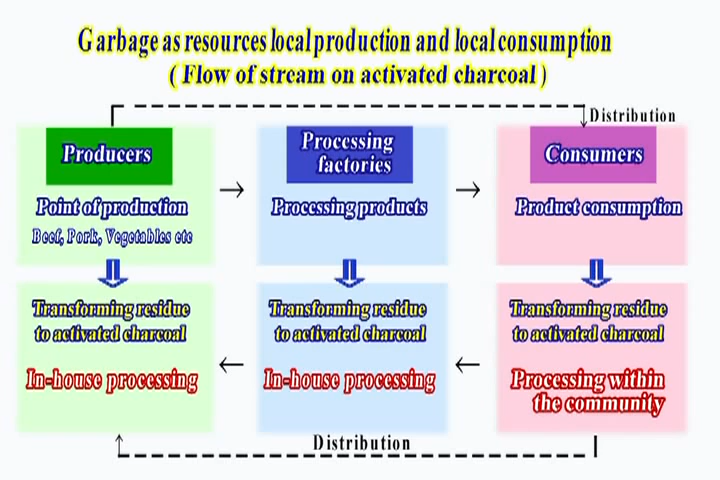 Garbage as resources local production and local consumption
( Flow of stream on activated charcoal )
Distribution
Producers
Point of production
Beef, Pork, Vegetables etc
Processing
factories
Processing products
Consumers
Product consumption
Transforming residue
to activated charcoal
In-house processing
Transforming residue
to activated charcoal
In-house processing
Transforming residue
to activated charcoal
Processing within
the community
Distribution